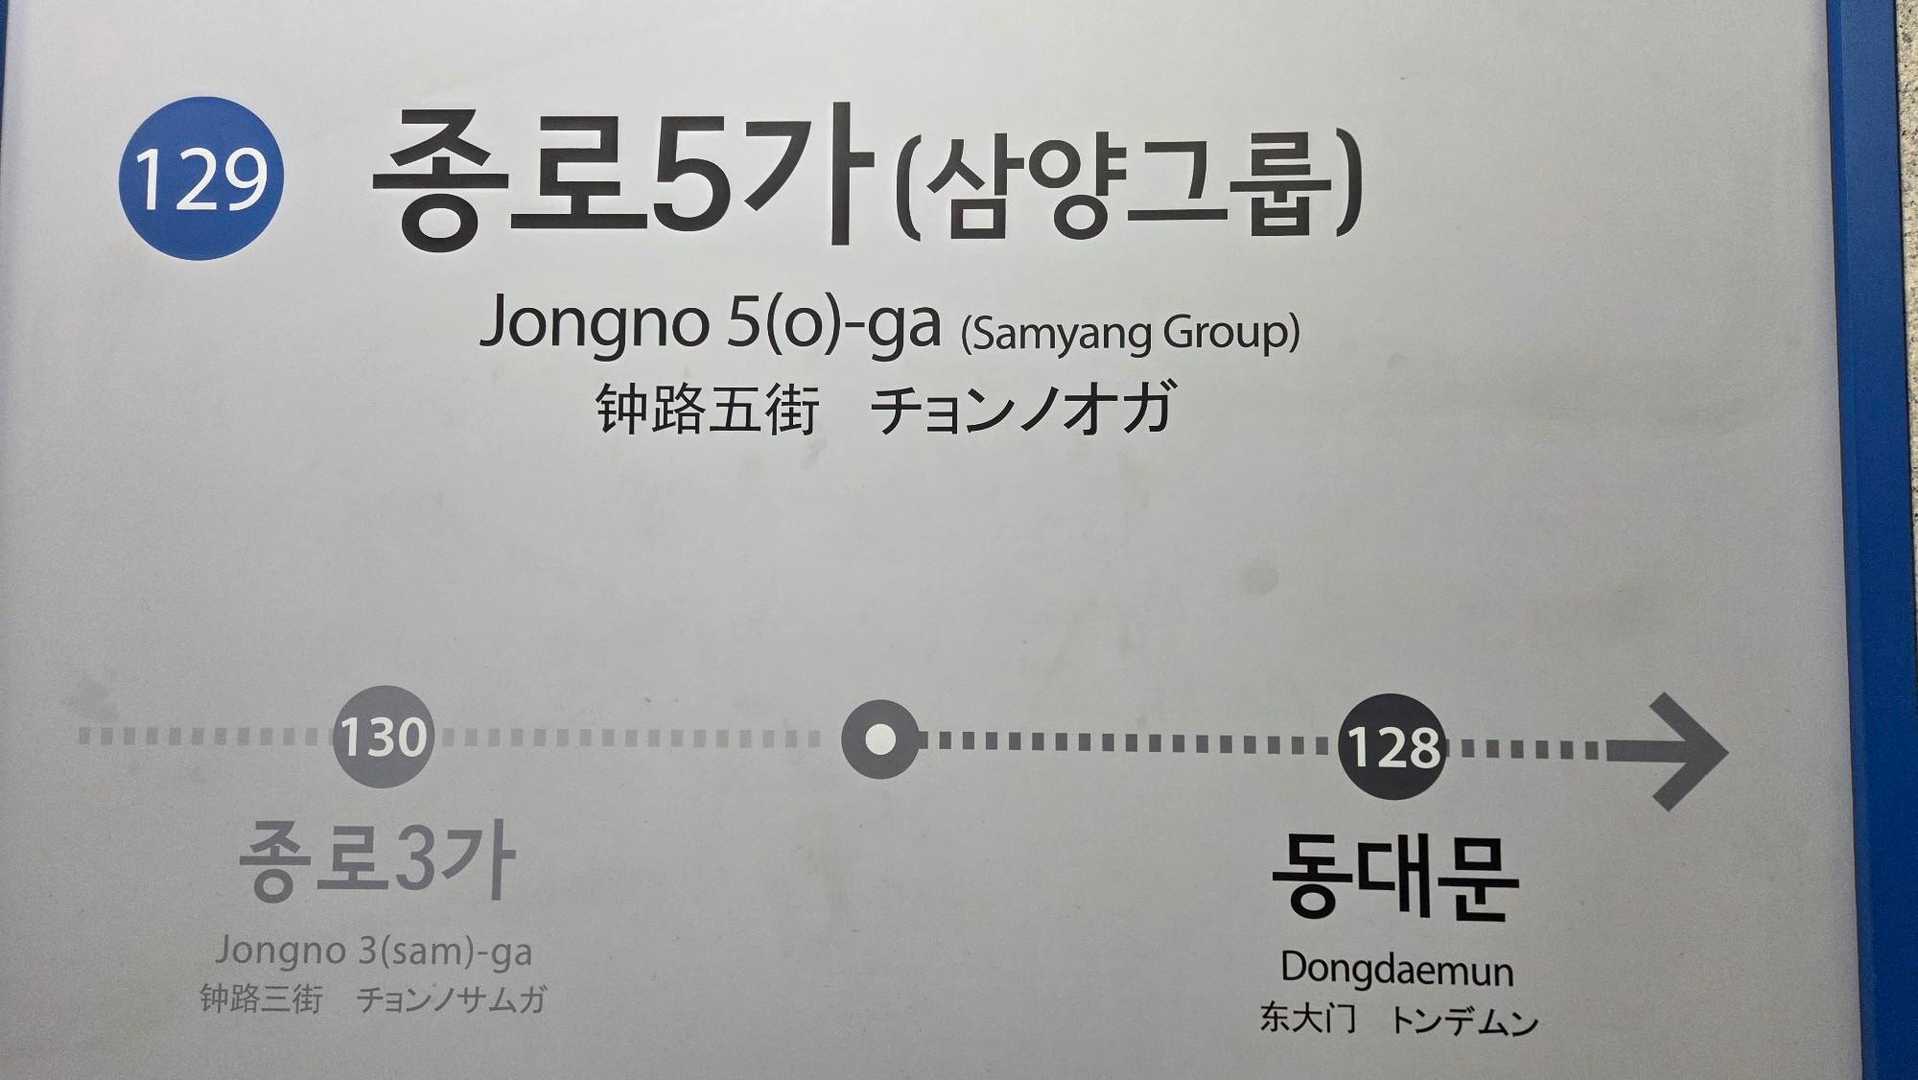 129 종로5가 (삼양그룹)
Jongno 5(o)-ga (Samyang Group)
钟路五街 チョンノオガ
130
종로3가
Jongno 3(sam)-ga
钟路三街 チョンノサムガ
128
동대문
Dongdaemun
东大门 トンデムン